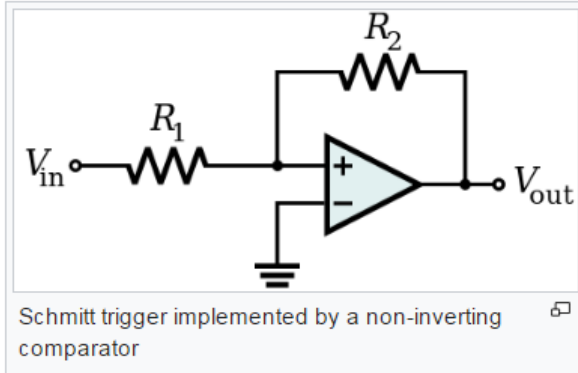 R2
R1
Vin
+
−
Vout
Schmitt trigger implemented by a non-inverting
comparator